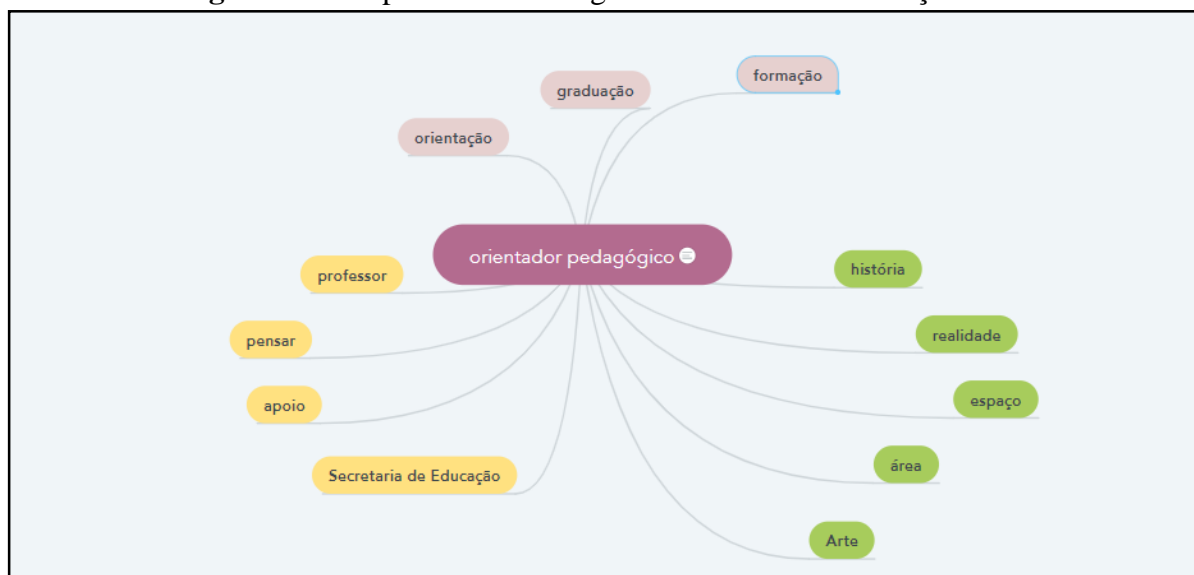 formação
graduação
orientação
orientador pedagógico
professor
história
pensar
realidade
apoio
espaço
Secretaria de Educação
área
Arte